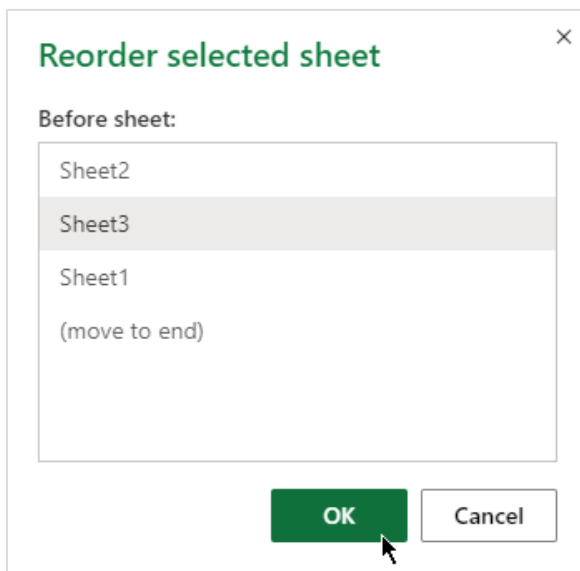 Reorder selected sheet
Before sheet:
Sheet2
Sheet3
Sheet1
(move to end)
OK
Cancel